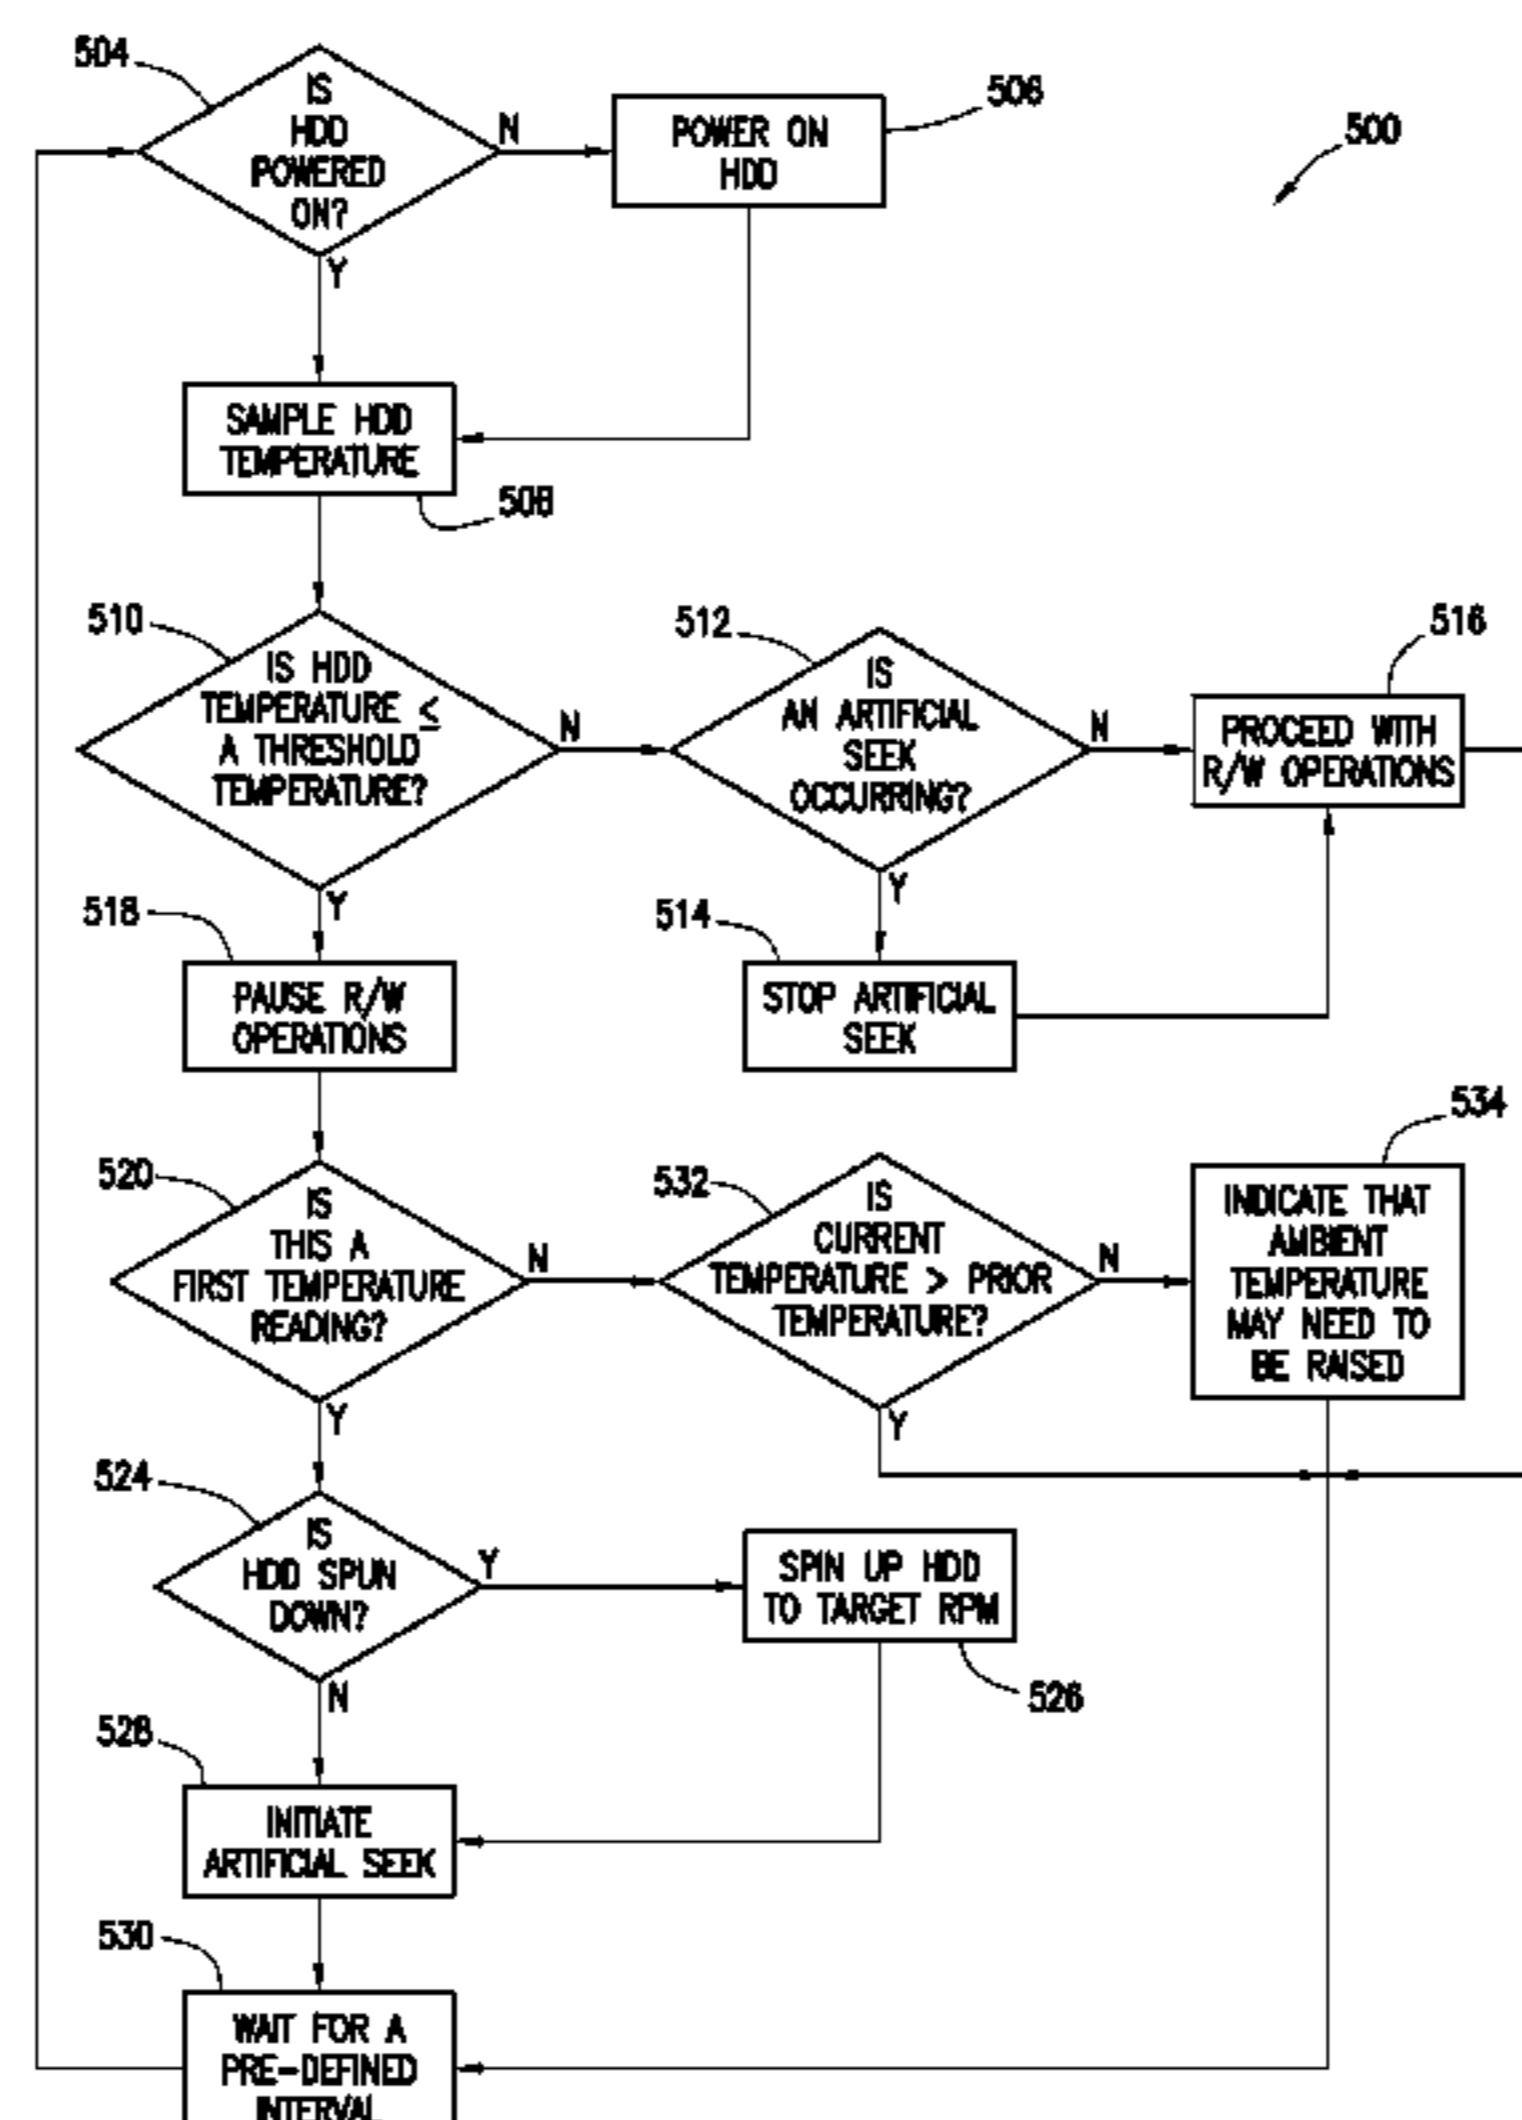 504
IS
HDD
POWERED
ON?
N
Y
POWER ON
HDD
506
500
SAMPLE HDD
TEMPERATURE
508
510
IS HDD
TEMPERATURE ≤
A THRESHOLD
TEMPERATURE?
N
Y
512
IS
AN ARTIFICIAL
SEEK
OCCURRING?
N
Y
516
PROCEED WITH
R/W OPERATIONS
518
PAUSE R/W
OPERATIONS
514
STOP ARTIFICIAL
SEEK
520
IS
THIS A
FIRST TEMPERATURE
READING?
N
Y
532
IS
CURRENT
TEMPERATURE > PRIOR
TEMPERATURE?
N
Y
534
INDICATE THAT
AMBIENT
TEMPERATURE
MAY NEED TO
BE RAISED
524
IS
HDD SPUN
DOWN?
Y
N
SPIN UP HDD
TO TARGET RPM
526
528
INITIATE
ARTIFICIAL SEEK
530
WAIT FOR A
PRE-DEFINED
INTERVAL